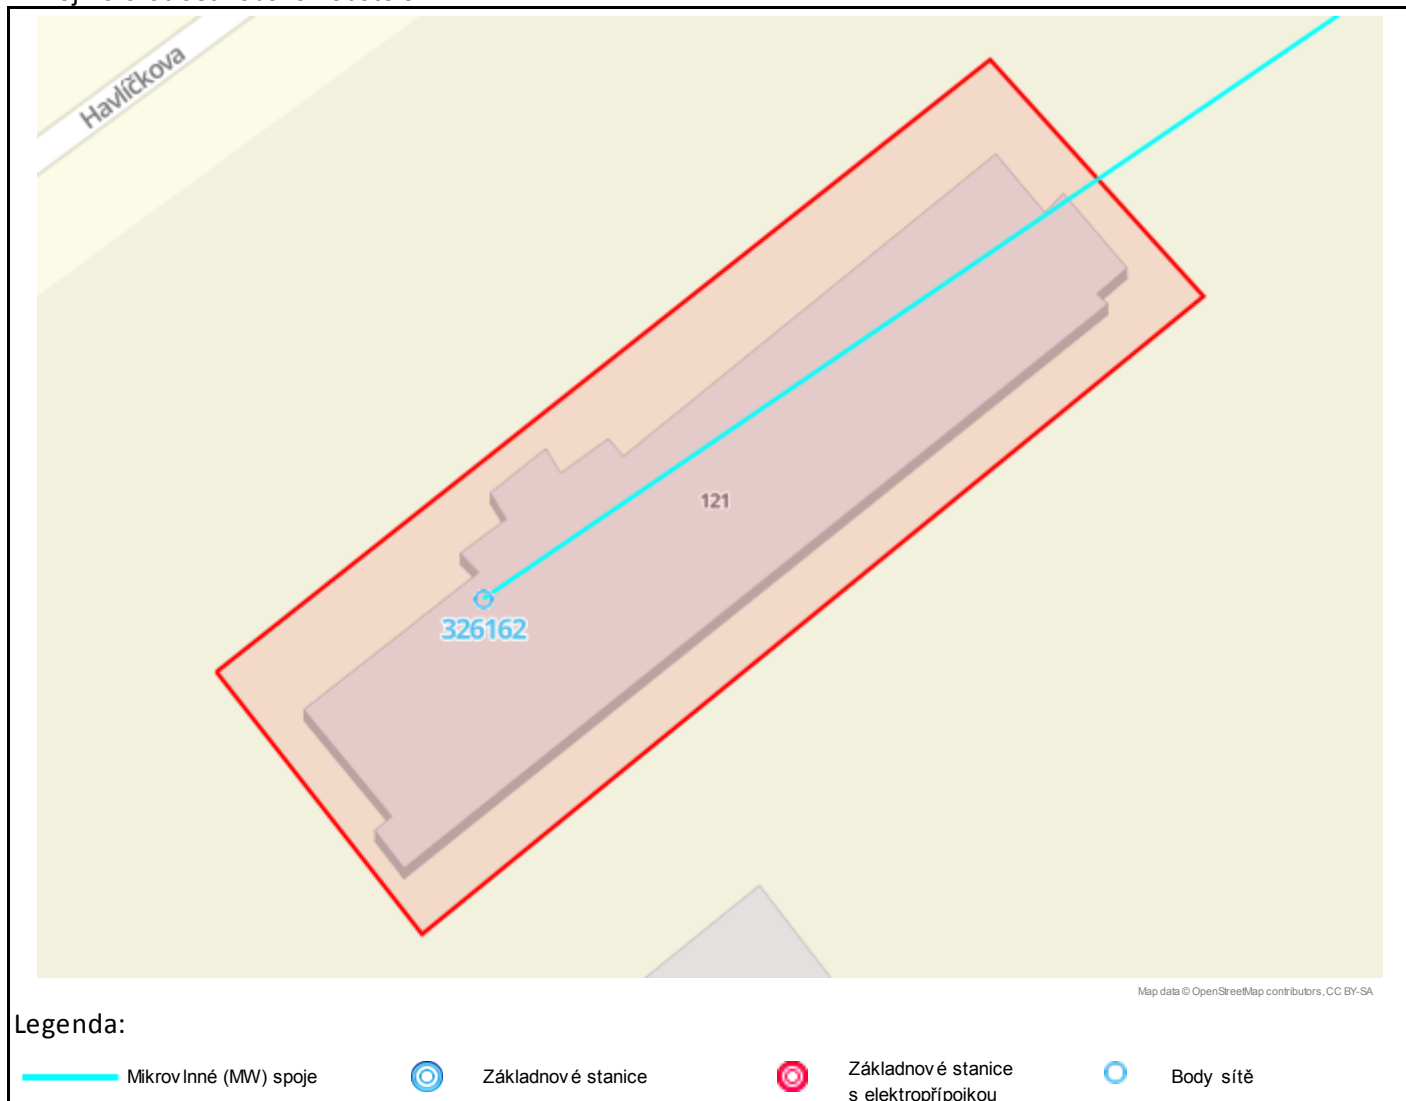 Havlíčkova
121
326162
Map data © OpenStreetMap contributors, CC BY-SA
Legenda:
Mikrovlnné (MW) spoje
Základnové stanice
Základnové stanice
s elektropřípojkou
Body sítě